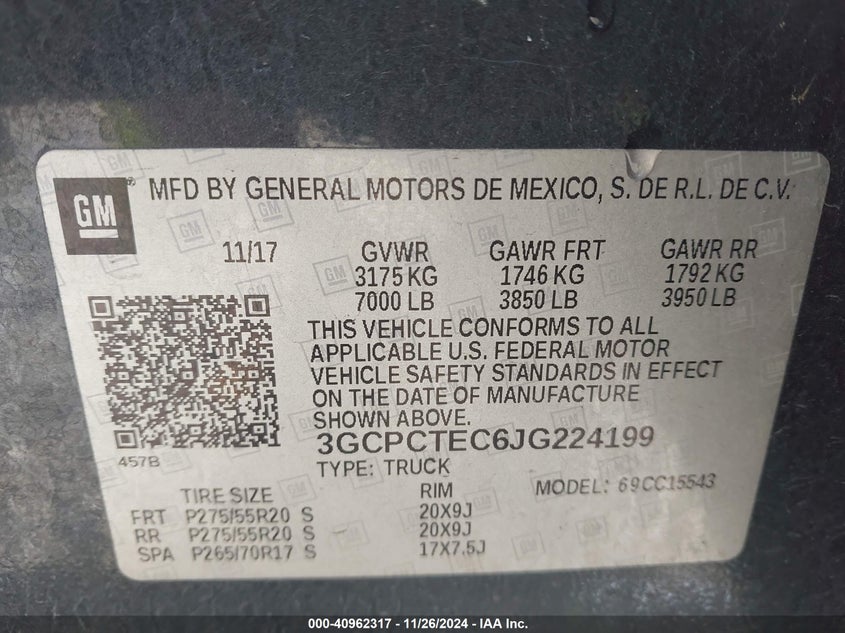 GM
MFD BY GENERAL MOTORS DE MEXICO, S. DE R.L. DE C.V.
11/17 GVWR GAWR FRT GAWR RR
3175 KG 1746 KG 1792 KG
7000 LB 3850 LB 3950 LB
THIS VEHICLE CONFORMS TO ALL
APPLICABLE U.S. FEDERAL MOTOR
VEHICLE SAFETY STANDARDS IN EFFECT
ON THE DATE OF MANUFACTURE
SHOWN ABOVE.
457B
3GCPCTEC6JG224199
TYPE: TRUCK
MODEL: 69CC15543
TIRE SIZE RIM
FRT P275/55R20 S 20X9J
RR P275/55R20 S 20X9J
SPA P265/70R17 S 17X7.5J
000-40962317 - 11/26/2024 - IAA Inc.